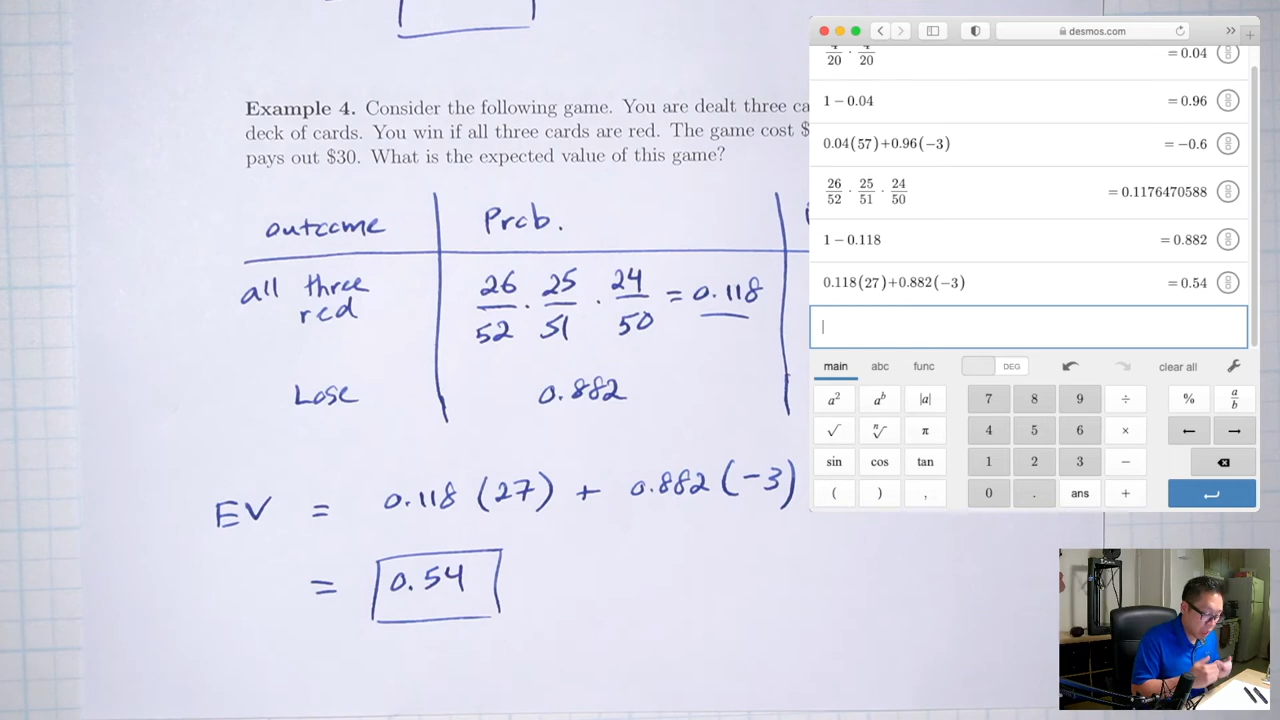 Example 4. Consider the following game. You are dealt three ca
deck of cards. You win if all three cards are red. The game cost $
pays out $30. What is the expected value of this game?
outcome Prob.
all three red 26/52 · 25/51 · 24/50 = 0.118
Lose 0.882
EV = 0.118 (27) + 0.882 (-3)
= 0.54
desmos.com
4/20 · 4/20 = 0.04
1 − 0.04 = 0.96
0.04(57)+0.96(−3) = −0.6
26/52 · 25/51 · 24/50 = 0.1176470588
1 − 0.118 = 0.882
0.118(27)+0.882(−3) = 0.54
main abc func DEG clear all
a² aᵇ |a| 7 8 9 ÷ % a/b
√ ⁿ√ π 4 5 6 × ← →
sin cos tan 1 2 3 −
( ) , 0 . ans +